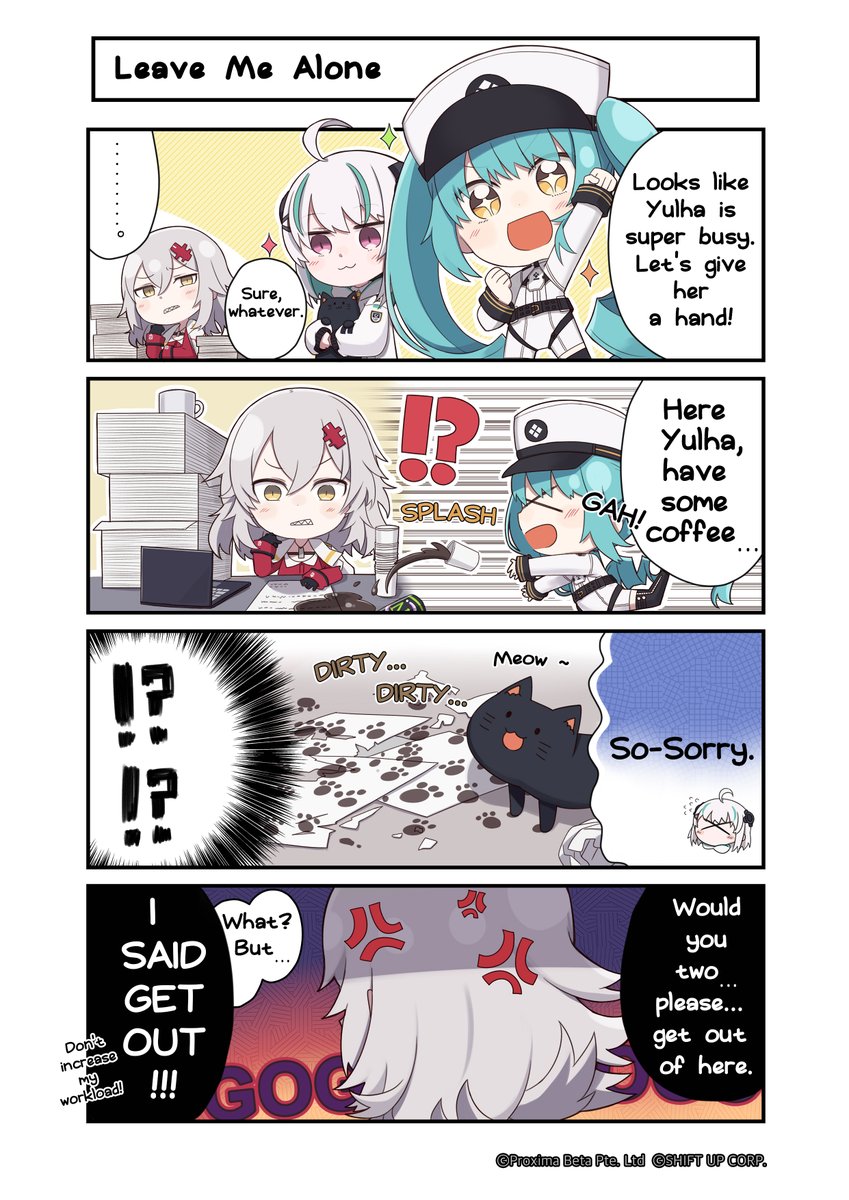 Leave Me Alone
Looks like
Yulha is
super busy.
Let's give
her
a hand!
Sure,
whatever.
..........
Here
Yulha,
have
some
coffee...
GAH!
!?
SPLASH
So-Sorry.
Meow ~
DIRTY...
DIRTY...
!?
!?
Would
you
two...
please...
get out
of here.
What?
But...
I
SAID
GET
OUT
!!!
Don't
increase
my
workload!
GOG
©Proxima Beta Pte. Ltd ©SHIFT UP CORP.